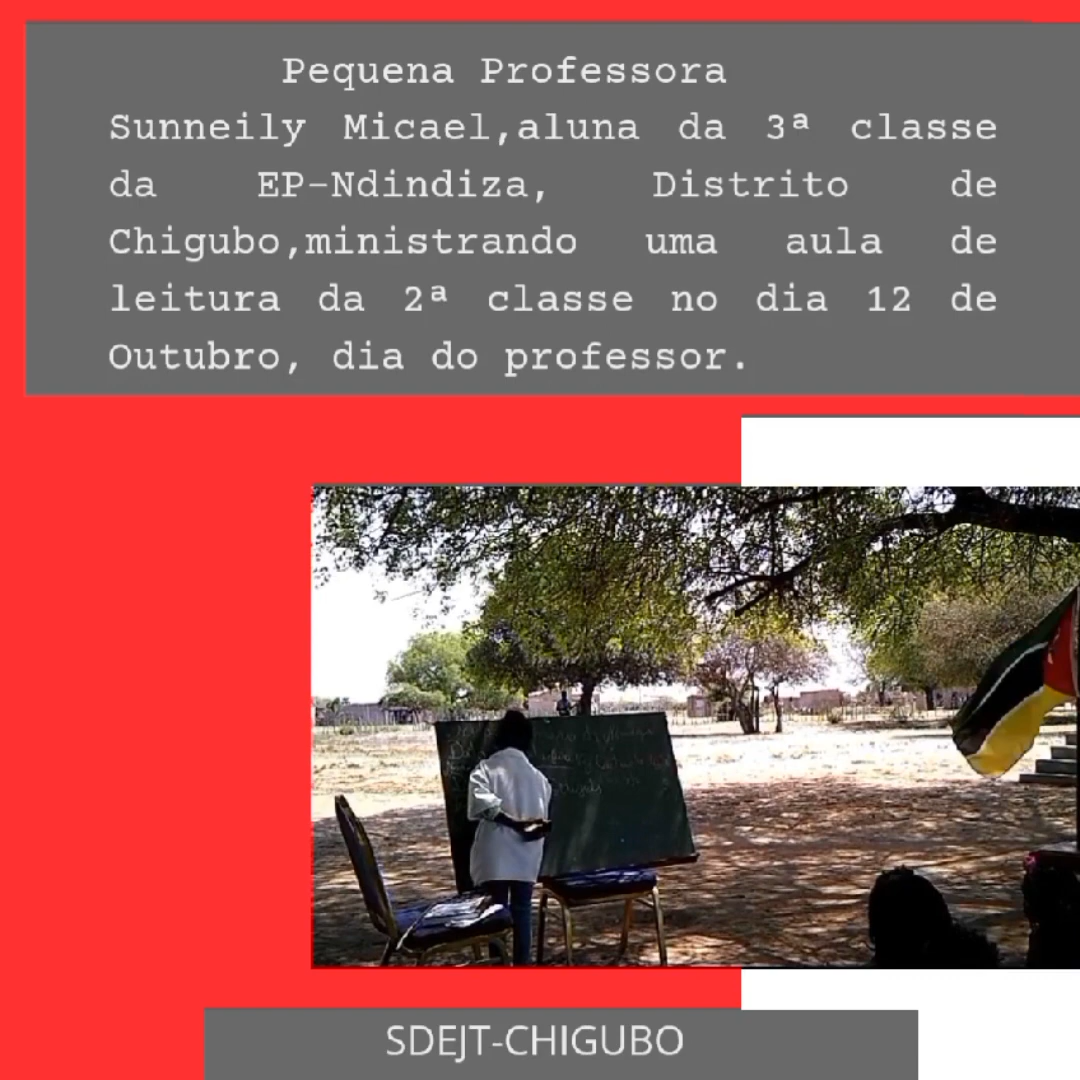 Pequena Professora
Sunneily Micael,aluna da 3ª classe
da EP-Ndindiza, Distrito de
Chigubo,ministrando uma aula de
leitura da 2ª classe no dia 12 de
Outubro, dia do professor.
SDEJT-CHIGUBO